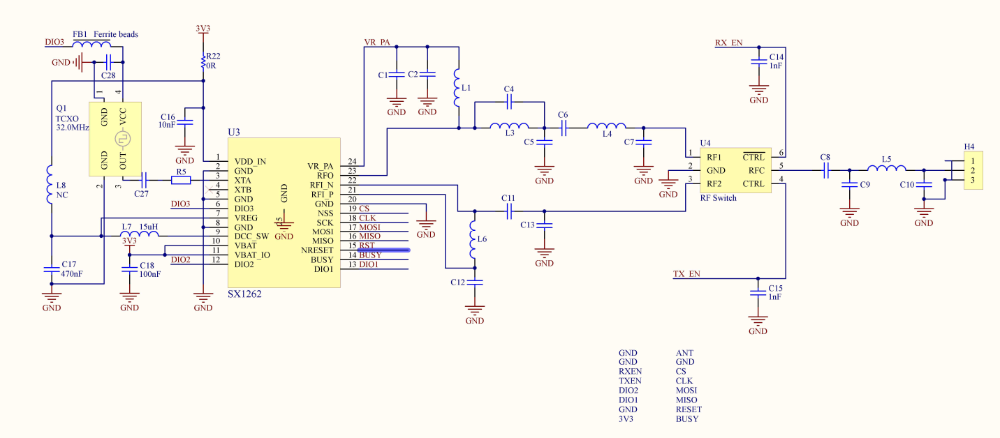 DIO3
FB1 Ferrite beads
3V3
R22
0R
GND
C28
1
4
Q1
TCXO
32.0MHz
GND
VCC
GND
OUT
2
3
C16
10nF
GND
C27
R5
L8
NC
DIO3
L7 15uH
3V3
DIO2
C17
470nF
GND
C18
100nF
GND
GND
U3
1 VDD_IN
2 GND
3 XTA
4 XTB
5 GND
6 DIO3
7 VREG
8 GND
9 DCC_SW
10 VBAT
11 VBAT_IO
12 DIO2
GND
25
GND
VR_PA 24
RFO 23
RFI_N 22
RFI_P 21
GND 20
NSS 19 CS
SCK 18 CLK
MOSI 17 MOSI
MISO 16 MISO
NRESET 15 RST
BUSY 14 BUSY
DIO1 13 DIO1
SX1262
VR_PA
C1
GND
C2
GND
L1
C4
L3
C5
GND
C6
L4
C7
GND
GND
C11
C13
GND
L6
C12
GND
RX_EN
C14
1nF
GND
U4
1 RF1 CTRL 6
2 GND RFC 5
3 RF2 CTRL 4
RF Switch
GND
TX_EN
C15
1nF
GND
C8
C9
GND
L5
C10
GND
H4
1
2
3
GND ANT
GND GND
RXEN CS
TXEN CLK
DIO2 MOSI
DIO1 MISO
GND RESET
3V3 BUSY